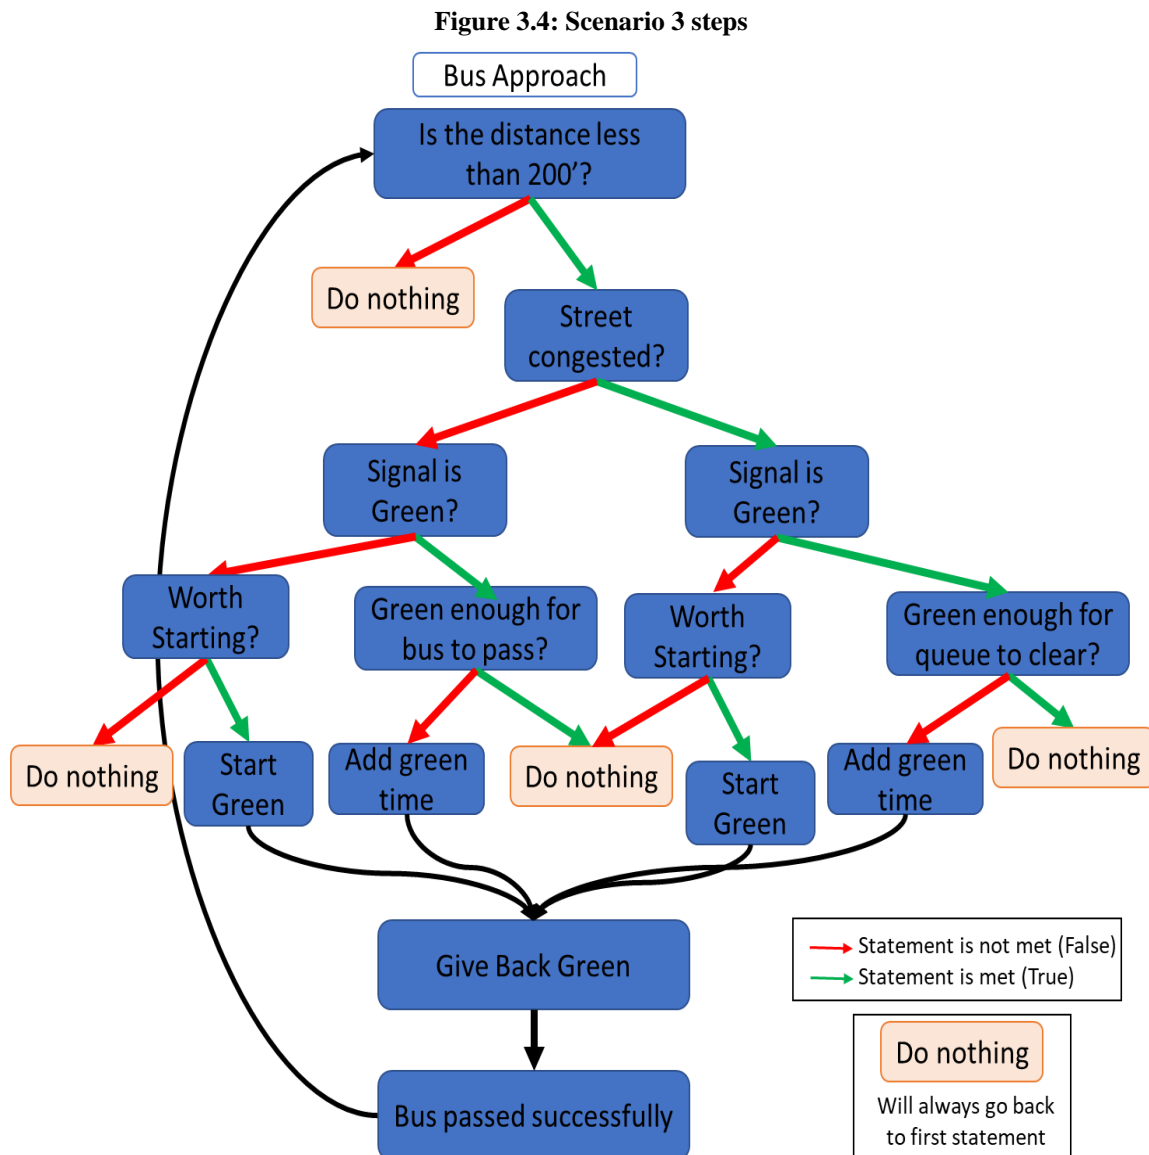 Figure 3.4: Scenario 3 steps
Bus Approach
Is the distance less
than 200’?
Do nothing
Street
congested?
Signal is
Green?
Signal is
Green?
Worth
Starting?
Green enough for
bus to pass?
Worth
Starting?
Green enough for
queue to clear?
Do nothing
Start
Green
Add green
time
Do nothing
Start
Green
Add green
time
Do nothing
Give Back Green
Statement is not met (False)
Statement is met (True)
Bus passed successfully
Do nothing
Will always go back
to first statement